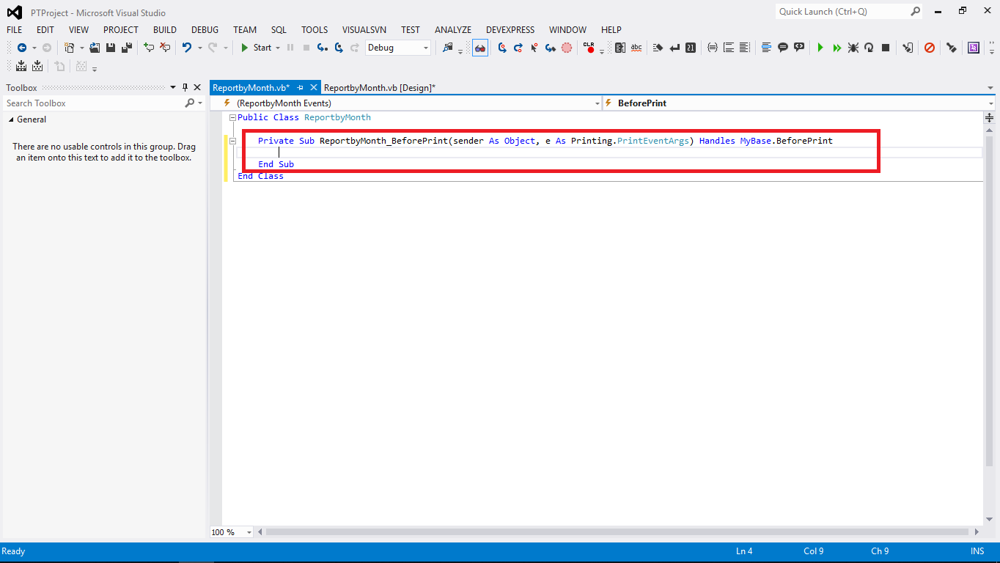 PTProject - Microsoft Visual Studio
Quick Launch (Ctrl+Q)
FILE EDIT VIEW PROJECT BUILD DEBUG TEAM SQL TOOLS VISUALSVN TEST ANALYZE DEVEXPRESS WINDOW HELP
Start Debug CLR abc 21
Toolbox
ReportbyMonth.vb* ReportbyMonth.vb [Design]*
Search Toolbox
(ReportbyMonth Events) BeforePrint
General
There are no usable controls in this group. Drag
an item onto this text to add it to the toolbox.
Public Class ReportbyMonth
Private Sub ReportbyMonth_BeforePrint(sender As Object, e As Printing.PrintEventArgs) Handles MyBase.BeforePrint
End Sub
End Class
100 %
Ready Ln 4 Col 9 Ch 9 INS